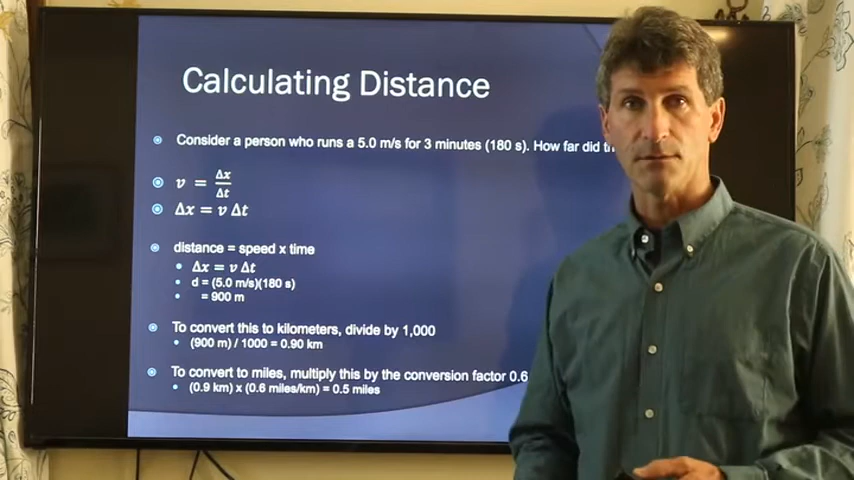 Calculating Distance
Consider a person who runs a 5.0 m/s for 3 minutes (180 s). How far did
v = Δx/Δt
Δx = v Δt
distance = speed x time
Δx = v Δt
d = (5.0 m/s)(180 s)
= 900 m
To convert this to kilometers, divide by 1,000
(900 m) / 1000 = 0.90 km
To convert to miles, multiply this by the conversion factor 0.6
(0.9 km) x (0.6 miles/km) = 0.5 miles